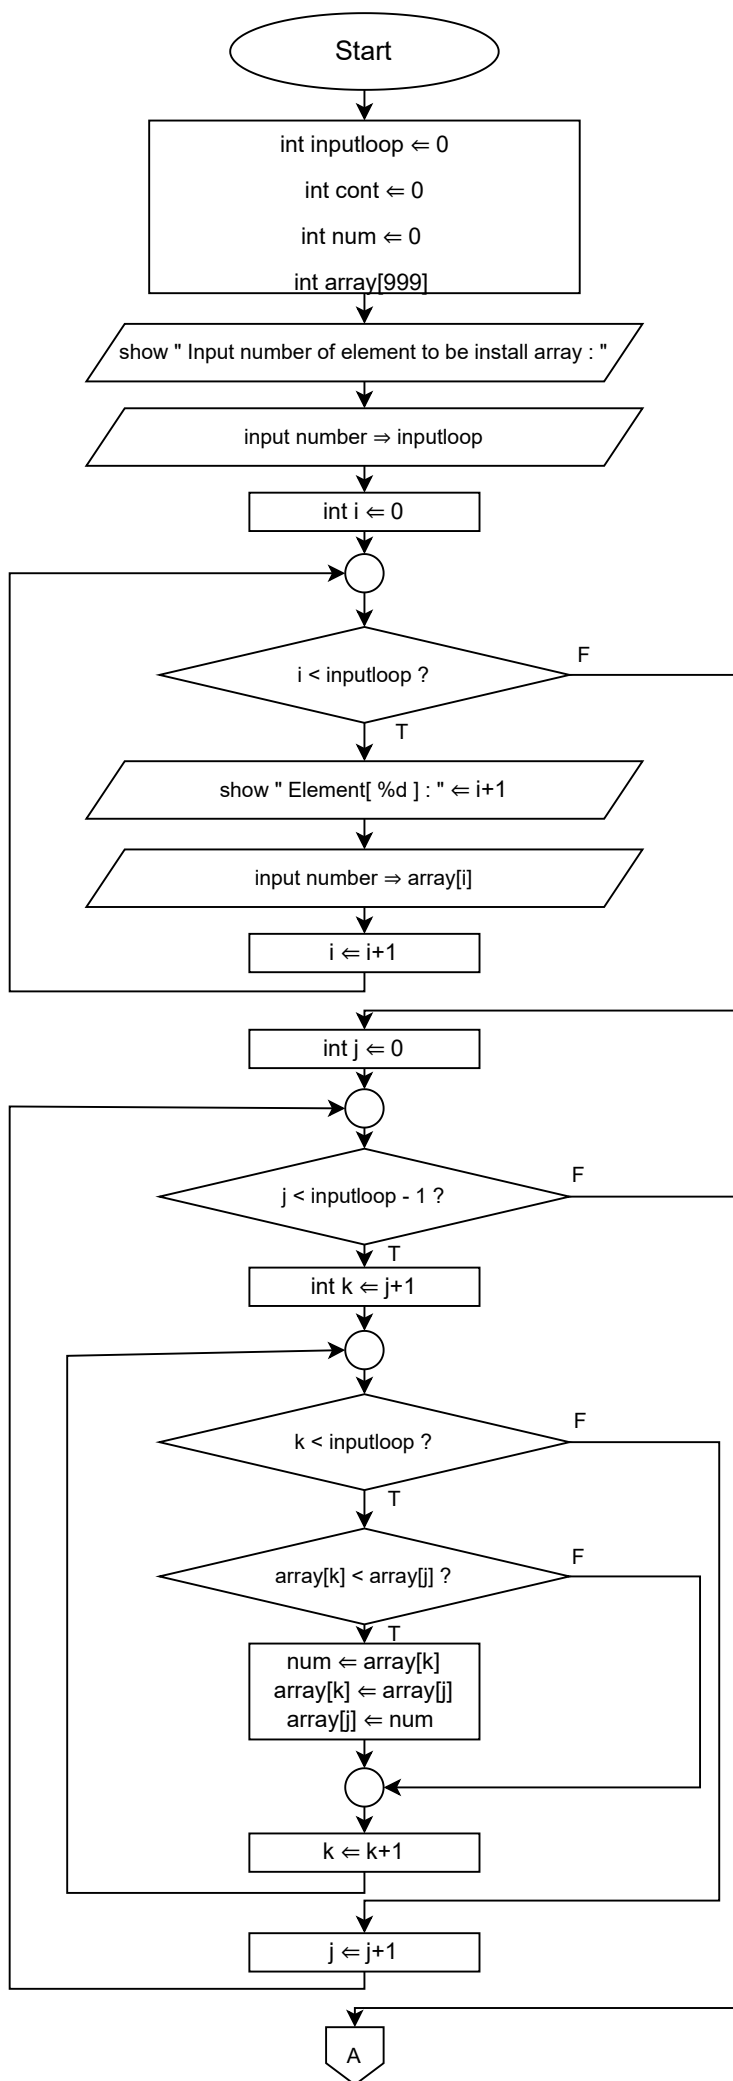 Start
int inputloop ⇐ 0
int cont ⇐ 0
int num ⇐ 0
int array[999]
show " Input number of element to be install array : "
input number ⇒ inputloop
int i ⇐ 0
i < inputloop ?
F
T
show " Element[ %d ] : " ⇐ i+1
input number ⇒ array[i]
i ⇐ i+1
int j ⇐ 0
j < inputloop - 1 ?
F
T
int k ⇐ j+1
k < inputloop ?
F
T
array[k] < array[j] ?
F
T
num ⇐ array[k]
array[k] ⇐ array[j]
array[j] ⇐ num
k ⇐ k+1
j ⇐ j+1
A